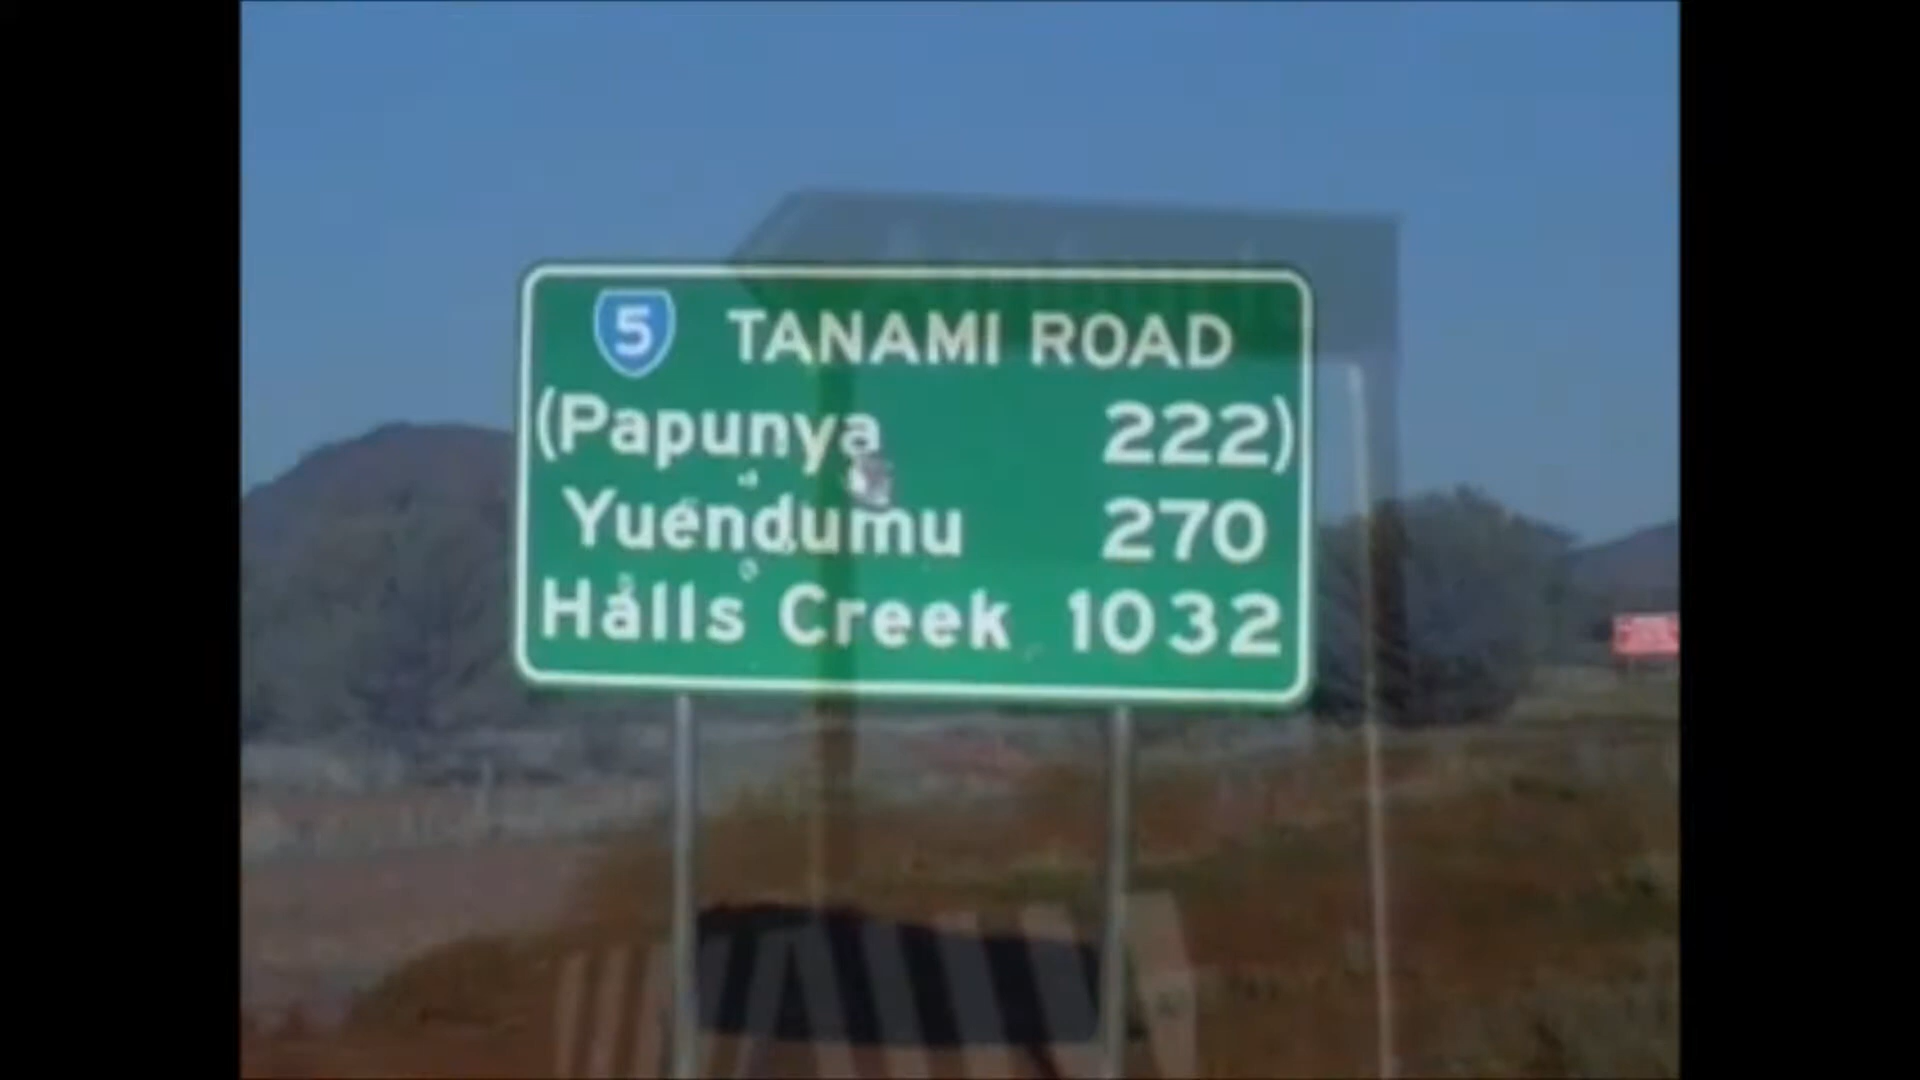 5 TANAMI ROAD
(Papunya 222)
Yuendumu 270
Halls Creek 1032